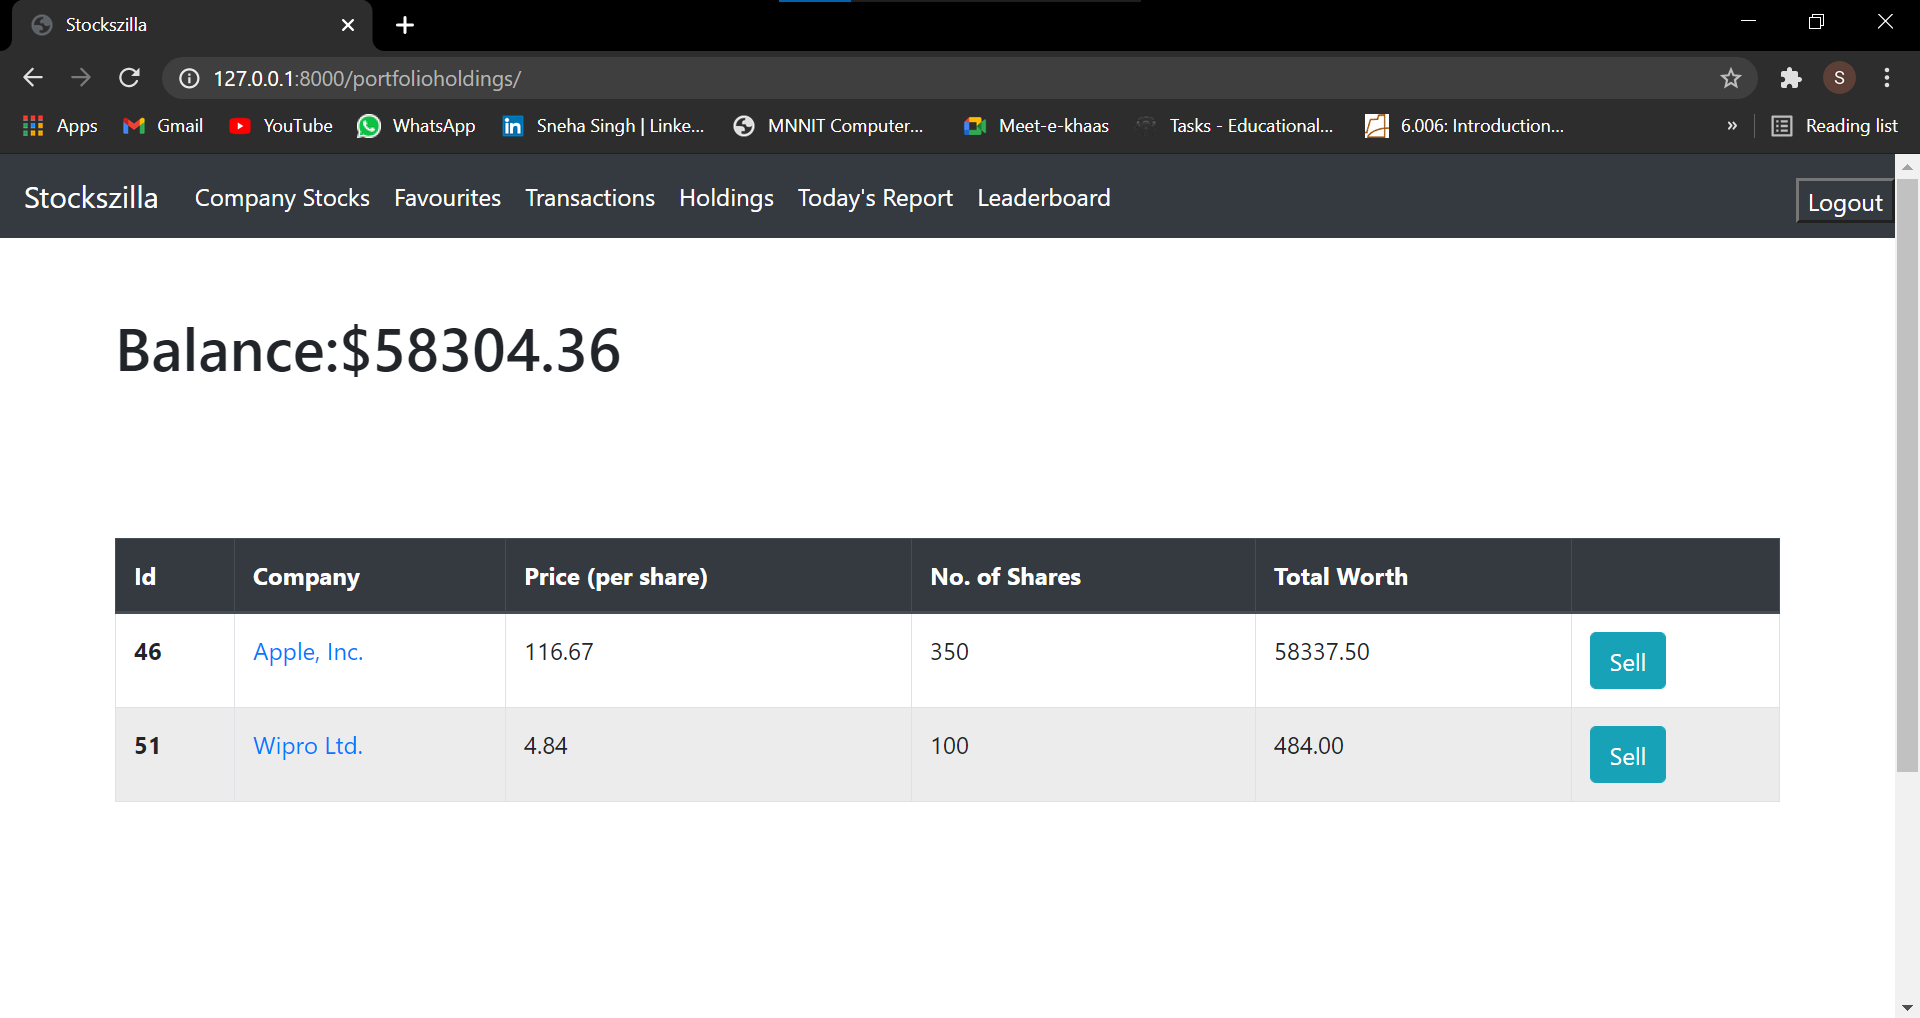 Stockszilla
127.0.0.1:8000/portfolioholdings/
S
Apps Gmail YouTube WhatsApp Sneha Singh | Linke... MNNIT Computer... Meet-e-khaas Tasks - Educational... 6.006: Introduction... » Reading list
Stockszilla Company Stocks Favourites Transactions Holdings Today's Report Leaderboard Logout
Balance:$58304.36
Id Company Price (per share) No. of Shares Total Worth
46 Apple, Inc. 116.67 350 58337.50 Sell
51 Wipro Ltd. 4.84 100 484.00 Sell